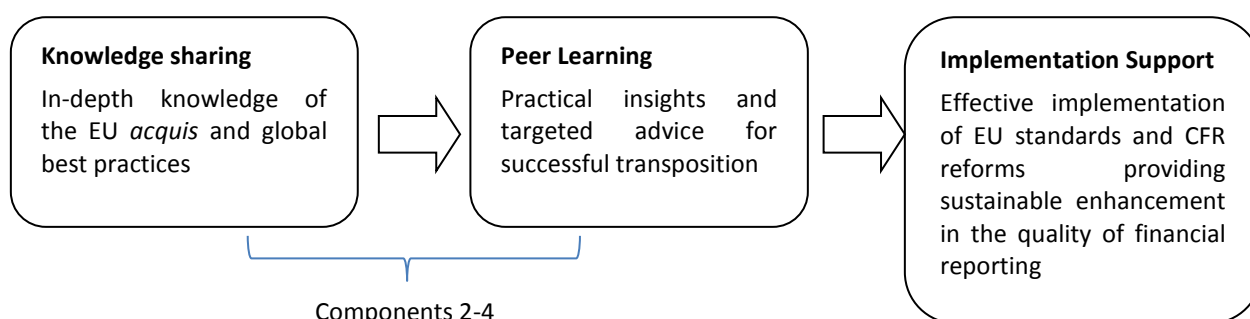 Knowledge sharing
In-depth knowledge of
the EU acquis and global
best practices
Peer Learning
Practical insights and
targeted advice for
successful transposition
Implementation Support
Effective implementation
of EU standards and CFR
reforms providing
sustainable enhancement
in the quality of financial
reporting
Components 2-4